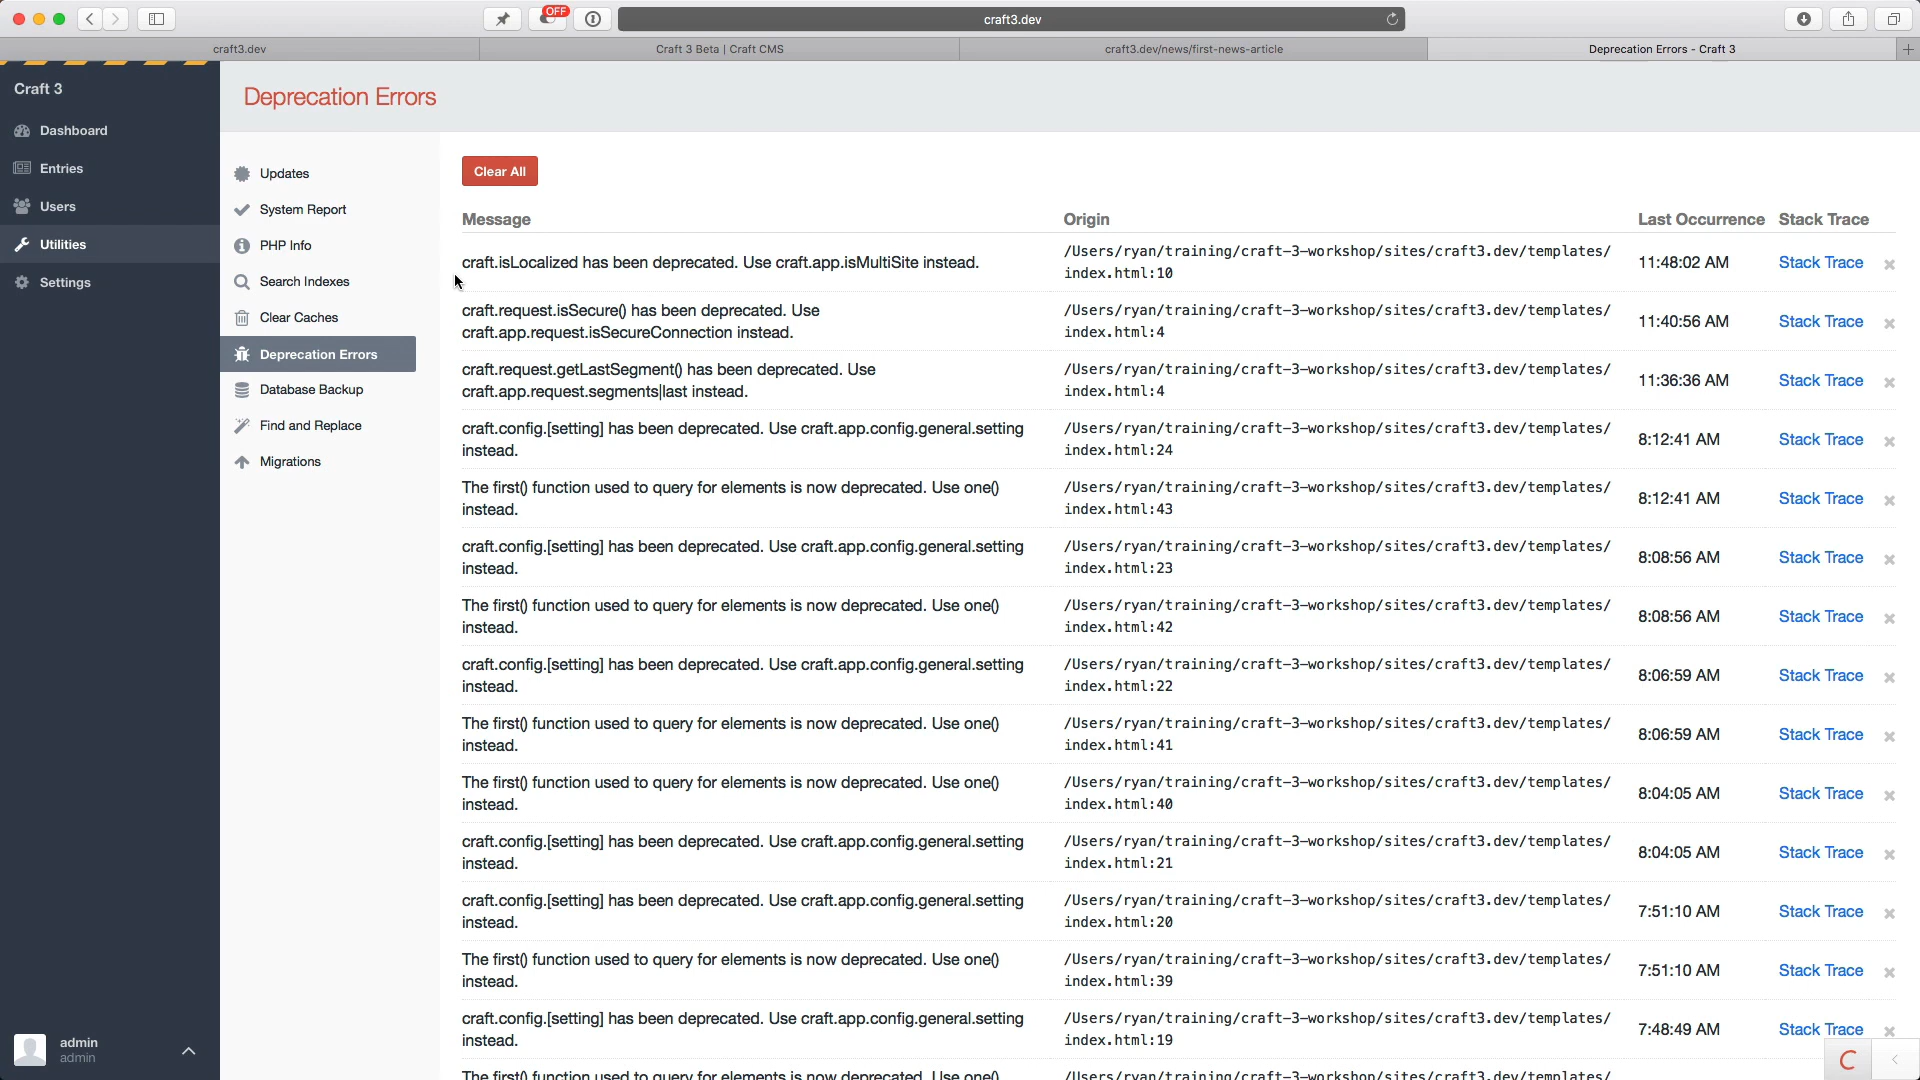 OFF
craft3.dev
craft3.dev
Craft 3 Beta | Craft CMS
craft3.dev/news/first-news-article
Deprecation Errors - Craft 3
Craft 3
Dashboard
Entries
Users
Utilities
Settings
admin
admin
Deprecation Errors
Updates
System Report
PHP Info
Search Indexes
Clear Caches
Deprecation Errors
Database Backup
Find and Replace
Migrations
Clear All
Message Origin Last Occurrence Stack Trace
craft.isLocalized has been deprecated. Use craft.app.isMultiSite instead.
/Users/ryan/training/craft-3-workshop/sites/craft3.dev/templates/
index.html:10
11:48:02 AM Stack Trace
craft.request.isSecure() has been deprecated. Use
craft.app.request.isSecureConnection instead.
/Users/ryan/training/craft-3-workshop/sites/craft3.dev/templates/
index.html:4
11:40:56 AM Stack Trace
craft.request.getLastSegment() has been deprecated. Use
craft.app.request.segments|last instead.
/Users/ryan/training/craft-3-workshop/sites/craft3.dev/templates/
index.html:4
11:36:36 AM Stack Trace
craft.config.[setting] has been deprecated. Use craft.app.config.general.setting
instead.
/Users/ryan/training/craft-3-workshop/sites/craft3.dev/templates/
index.html:24
8:12:41 AM Stack Trace
The first() function used to query for elements is now deprecated. Use one()
instead.
/Users/ryan/training/craft-3-workshop/sites/craft3.dev/templates/
index.html:43
8:12:41 AM Stack Trace
craft.config.[setting] has been deprecated. Use craft.app.config.general.setting
instead.
/Users/ryan/training/craft-3-workshop/sites/craft3.dev/templates/
index.html:23
8:08:56 AM Stack Trace
The first() function used to query for elements is now deprecated. Use one()
instead.
/Users/ryan/training/craft-3-workshop/sites/craft3.dev/templates/
index.html:42
8:08:56 AM Stack Trace
craft.config.[setting] has been deprecated. Use craft.app.config.general.setting
instead.
/Users/ryan/training/craft-3-workshop/sites/craft3.dev/templates/
index.html:22
8:06:59 AM Stack Trace
The first() function used to query for elements is now deprecated. Use one()
instead.
/Users/ryan/training/craft-3-workshop/sites/craft3.dev/templates/
index.html:41
8:06:59 AM Stack Trace
The first() function used to query for elements is now deprecated. Use one()
instead.
/Users/ryan/training/craft-3-workshop/sites/craft3.dev/templates/
index.html:40
8:04:05 AM Stack Trace
craft.config.[setting] has been deprecated. Use craft.app.config.general.setting
instead.
/Users/ryan/training/craft-3-workshop/sites/craft3.dev/templates/
index.html:21
8:04:05 AM Stack Trace
craft.config.[setting] has been deprecated. Use craft.app.config.general.setting
instead.
/Users/ryan/training/craft-3-workshop/sites/craft3.dev/templates/
index.html:20
7:51:10 AM Stack Trace
The first() function used to query for elements is now deprecated. Use one()
instead.
/Users/ryan/training/craft-3-workshop/sites/craft3.dev/templates/
index.html:39
7:51:10 AM Stack Trace
craft.config.[setting] has been deprecated. Use craft.app.config.general.setting
instead.
/Users/ryan/training/craft-3-workshop/sites/craft3.dev/templates/
index.html:19
7:48:49 AM Stack Trace
The first() function used to query for elements is now deprecated. Use one()
/Users/ryan/training/craft-3-workshop/sites/craft3.dev/templates/